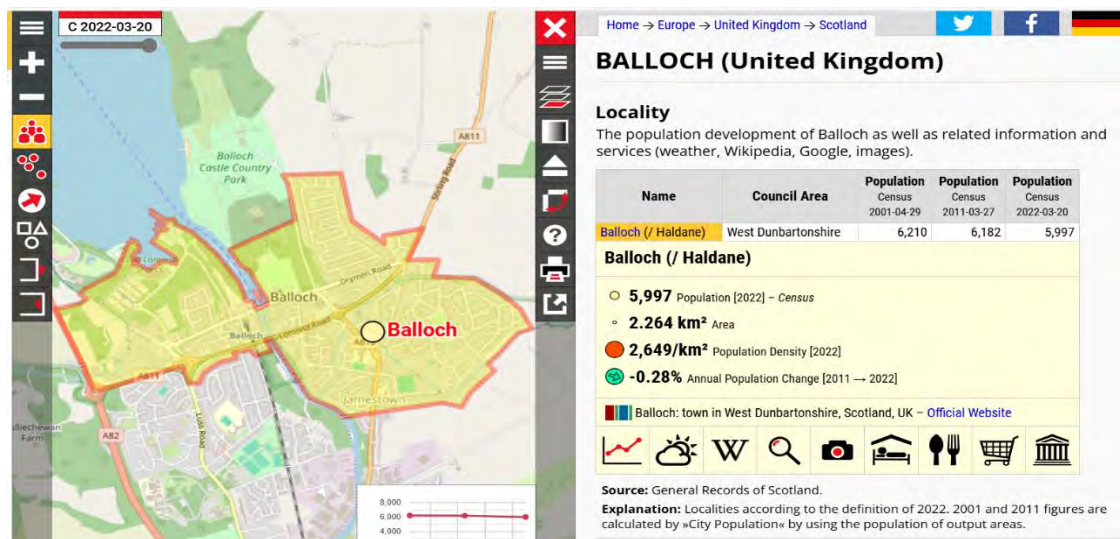 C 2022-03-20
Balloch
Castle Country
Park
A811
Stirling Road
Drymen Road
Balloch
Balloch
Lomond Road
Balloch
A811
Jamestown
Luss Road
A82
Farm
8,000
6,000
4,000
Home → Europe → United Kingdom → Scotland
BALLOCH (United Kingdom)
Locality
The population development of Balloch as well as related information and
services (weather, Wikipedia, Google, images).
Name Council Area Population Census 2001-04-29 Population Census 2011-03-27 Population Census 2022-03-20
Balloch (/ Haldane) West Dunbartonshire 6,210 6,182 5,997
Balloch (/ Haldane)
5,997 Population [2022] – Census
2.264 km² Area
2,649/km² Population Density [2022]
-0.28% Annual Population Change [2011 → 2022]
Balloch: town in West Dunbartonshire, Scotland, UK – Official Website
W
Source: General Records of Scotland.
Explanation: Localities according to the definition of 2022. 2001 and 2011 figures are
calculated by »City Population« by using the population of output areas.